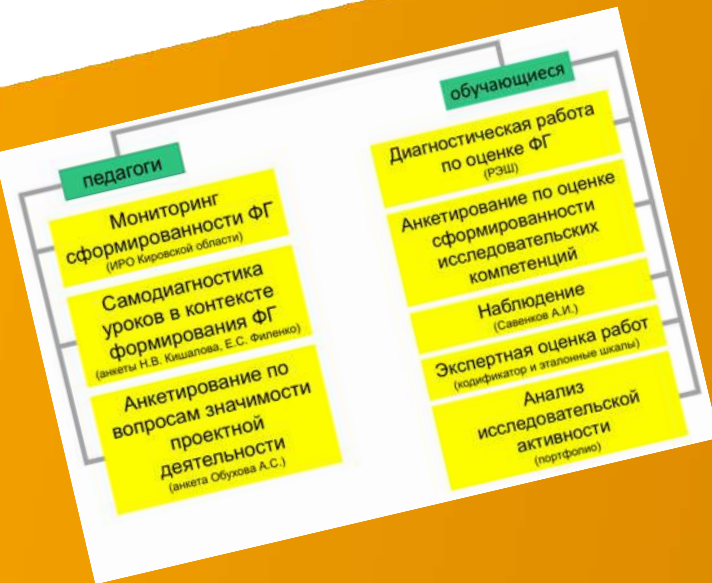 педагоги
Мониторинг
сформированности ФГ
(ИРО Кировской области)
Самодиагностика
уроков в контексте
формирования ФГ
(анкеты Н.В. Кишалова, Е.С. Филенко)
Анкетирование по
вопросам значимости
проектной
деятельности
(анкета Обухова А.С.)
обучающиеся
Диагностическая работа
по оценке ФГ
(РЭШ)
Анкетирование по оценке
сформированности
исследовательских
компетенций
Наблюдение
(Савенков А.И.)
Экспертная оценка работ
(кодификатор и эталонные шкалы)
Анализ
исследовательской
активности
(портфолио)